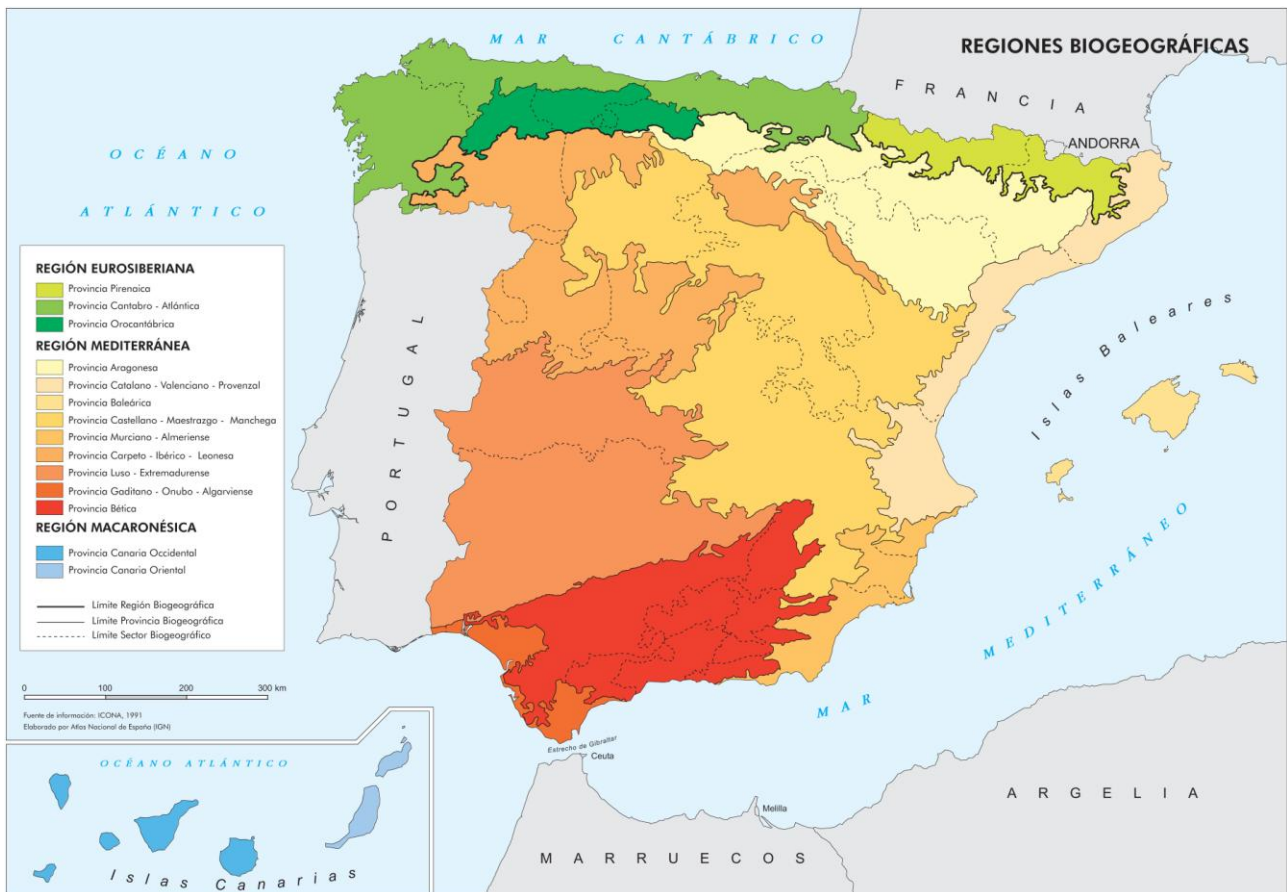 MAR CANTÁBRICO
REGIONES BIOGEOGRÁFICAS
FRANCIA
ANDORRA
OCÉANO
ATLÁNTICO
REGIÓN EUROSIBERIANA
Provincia Pirenaica
Provincia Cantabro - Atlántica
Provincia Orocantábrica
REGIÓN MEDITERRÁNEA
Provincia Aragonesa
Provincia Catalano - Valenciano - Provenzal
Provincia Baleárica
Provincia Castellano - Maestrazgo - Manchega
Provincia Murciano - Almeriense
Provincia Carpeto - Ibérico - Leonesa
Provincia Luso - Extremadurense
Provincia Gaditano - Onubo - Algarviense
Provincia Bética
REGIÓN MACARONÉSICA
Provincia Canaria Occidental
Provincia Canaria Oriental
Límite Región Biogeográfica
Límite Provincia Biogeográfica
Límite Sector Biogeográfico
0 100 200 300 km
Fuente de información: ICONA, 1991
Elaborado por Atlas Nacional de España (IGN)
PORTUGAL
Islas Baleares
MAR MEDITERRÁNEO
Estrecho de Gibraltar
Ceuta
Melilla
MARRUECOS
ARGELIA
OCÉANO ATLÁNTICO
Islas Canarias